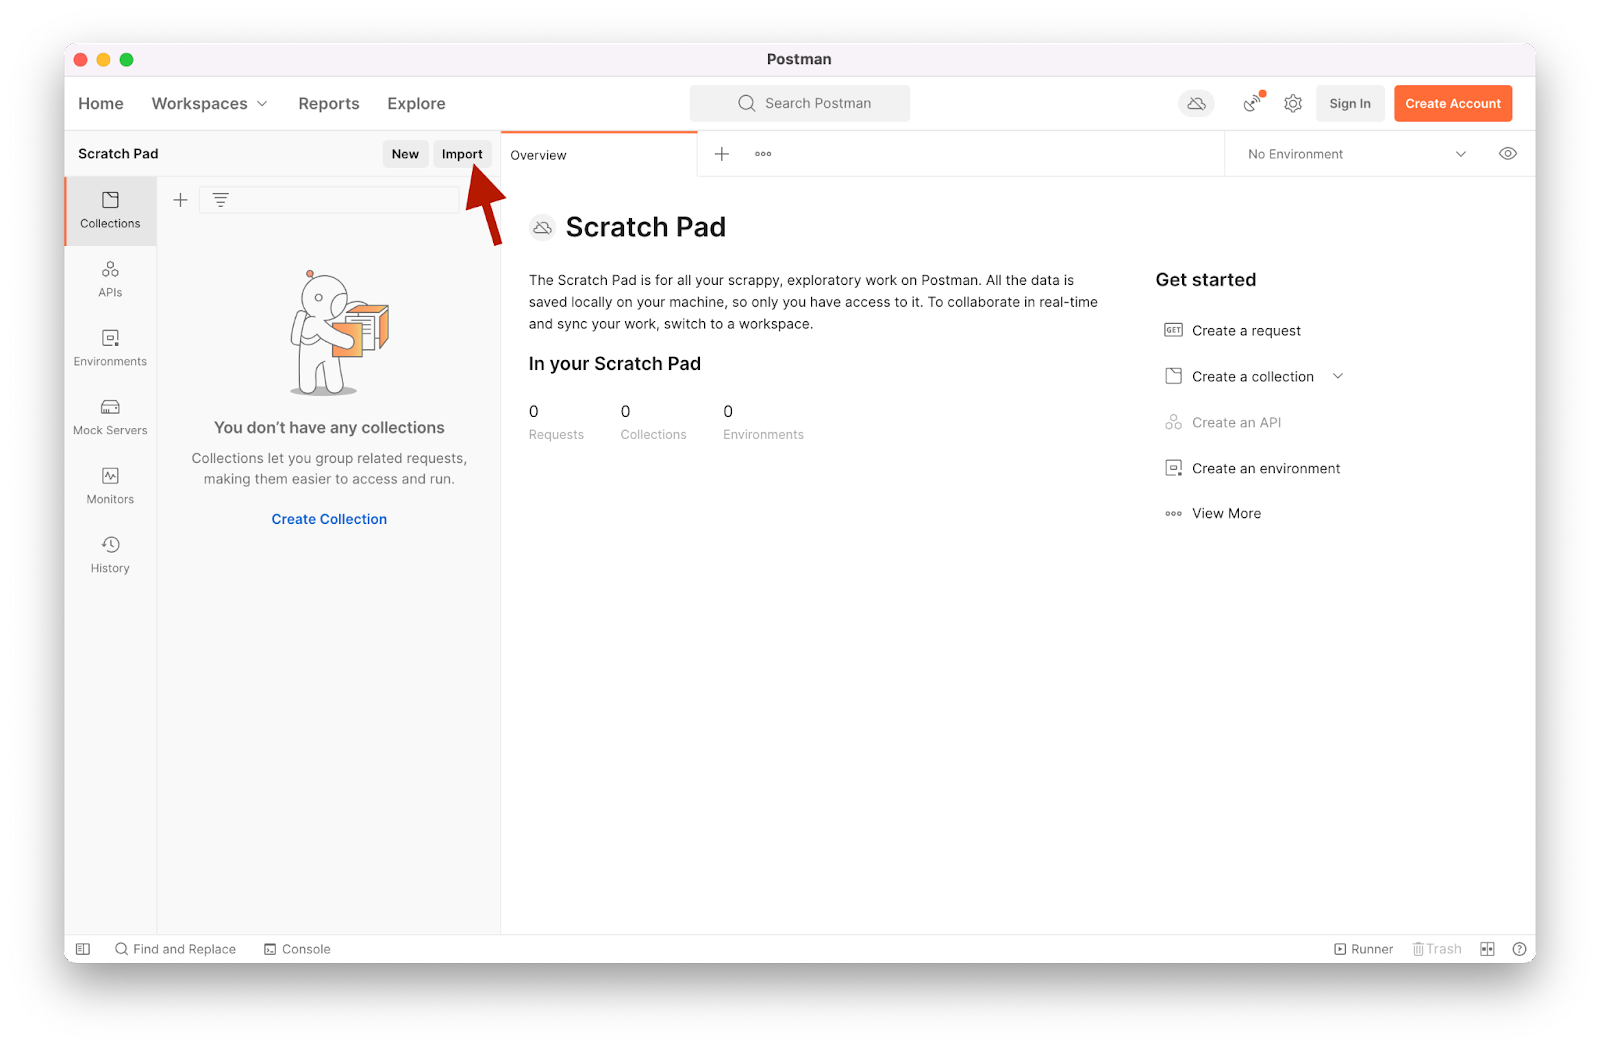 Postman
Home Workspaces Reports Explore
Search Postman
Sign In Create Account
Scratch Pad New Import
Overview
No Environment
Collections
APIs
Environments
Mock Servers
Monitors
History
You don’t have any collections
Collections let you group related requests,
making them easier to access and run.
Create Collection
Scratch Pad
The Scratch Pad is for all your scrappy, exploratory work on Postman. All the data is
saved locally on your machine, so only you have access to it. To collaborate in real-time
and sync your work, switch to a workspace.
In your Scratch Pad
0 0 0
Requests Collections Environments
Get started
GET Create a request
Create a collection
Create an API
Create an environment
View More
Find and Replace Console
Runner Trash